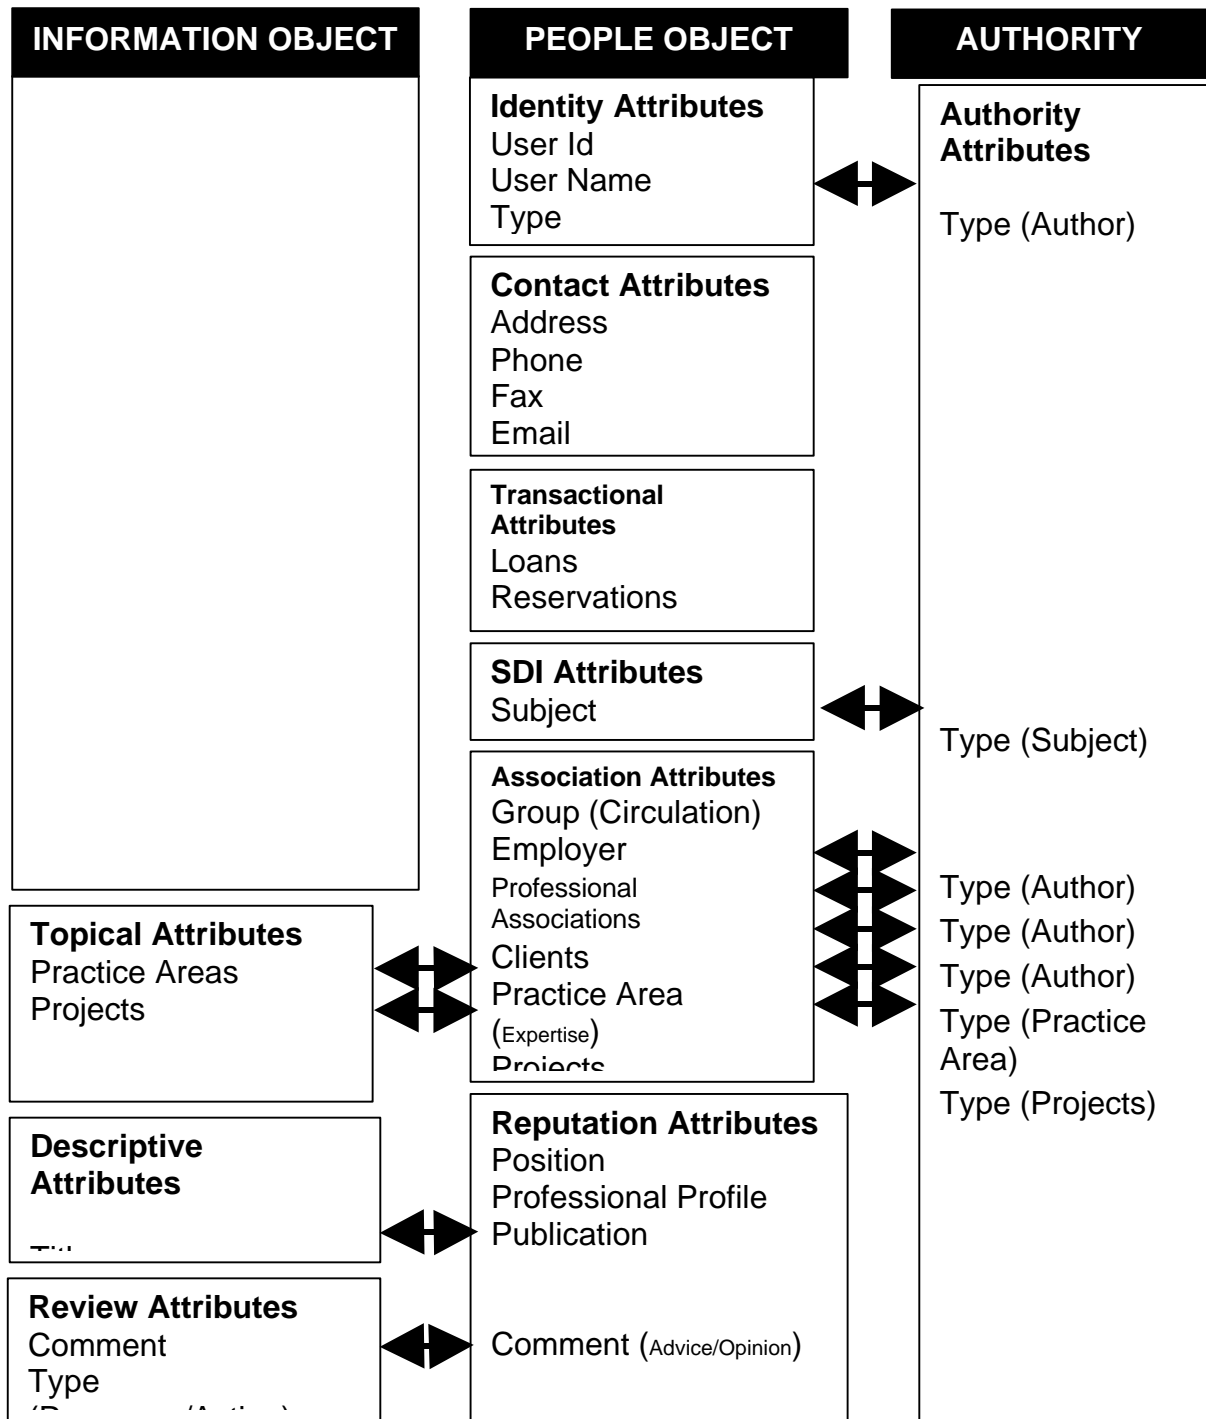 INFORMATION OBJECT
PEOPLE OBJECT
AUTHORITY
Identity Attributes
User Id
User Name
Type
Authority
Attributes
Type (Author)
Contact Attributes
Address
Phone
Fax
Email
Transactional
Attributes
Loans
Reservations
SDI Attributes
Subject
Type (Subject)
Association Attributes
Group (Circulation)
Employer
Professional
Associations
Clients
Practice Area
(Expertise)
Projects
Type (Author)
Type (Author)
Type (Author)
Type (Practice
Area)
Type (Projects)
Topical Attributes
Practice Areas
Projects
Descriptive
Attributes
Reputation Attributes
Position
Professional Profile
Publication
Review Attributes
Comment
Type
Comment (Advice/Opinion)